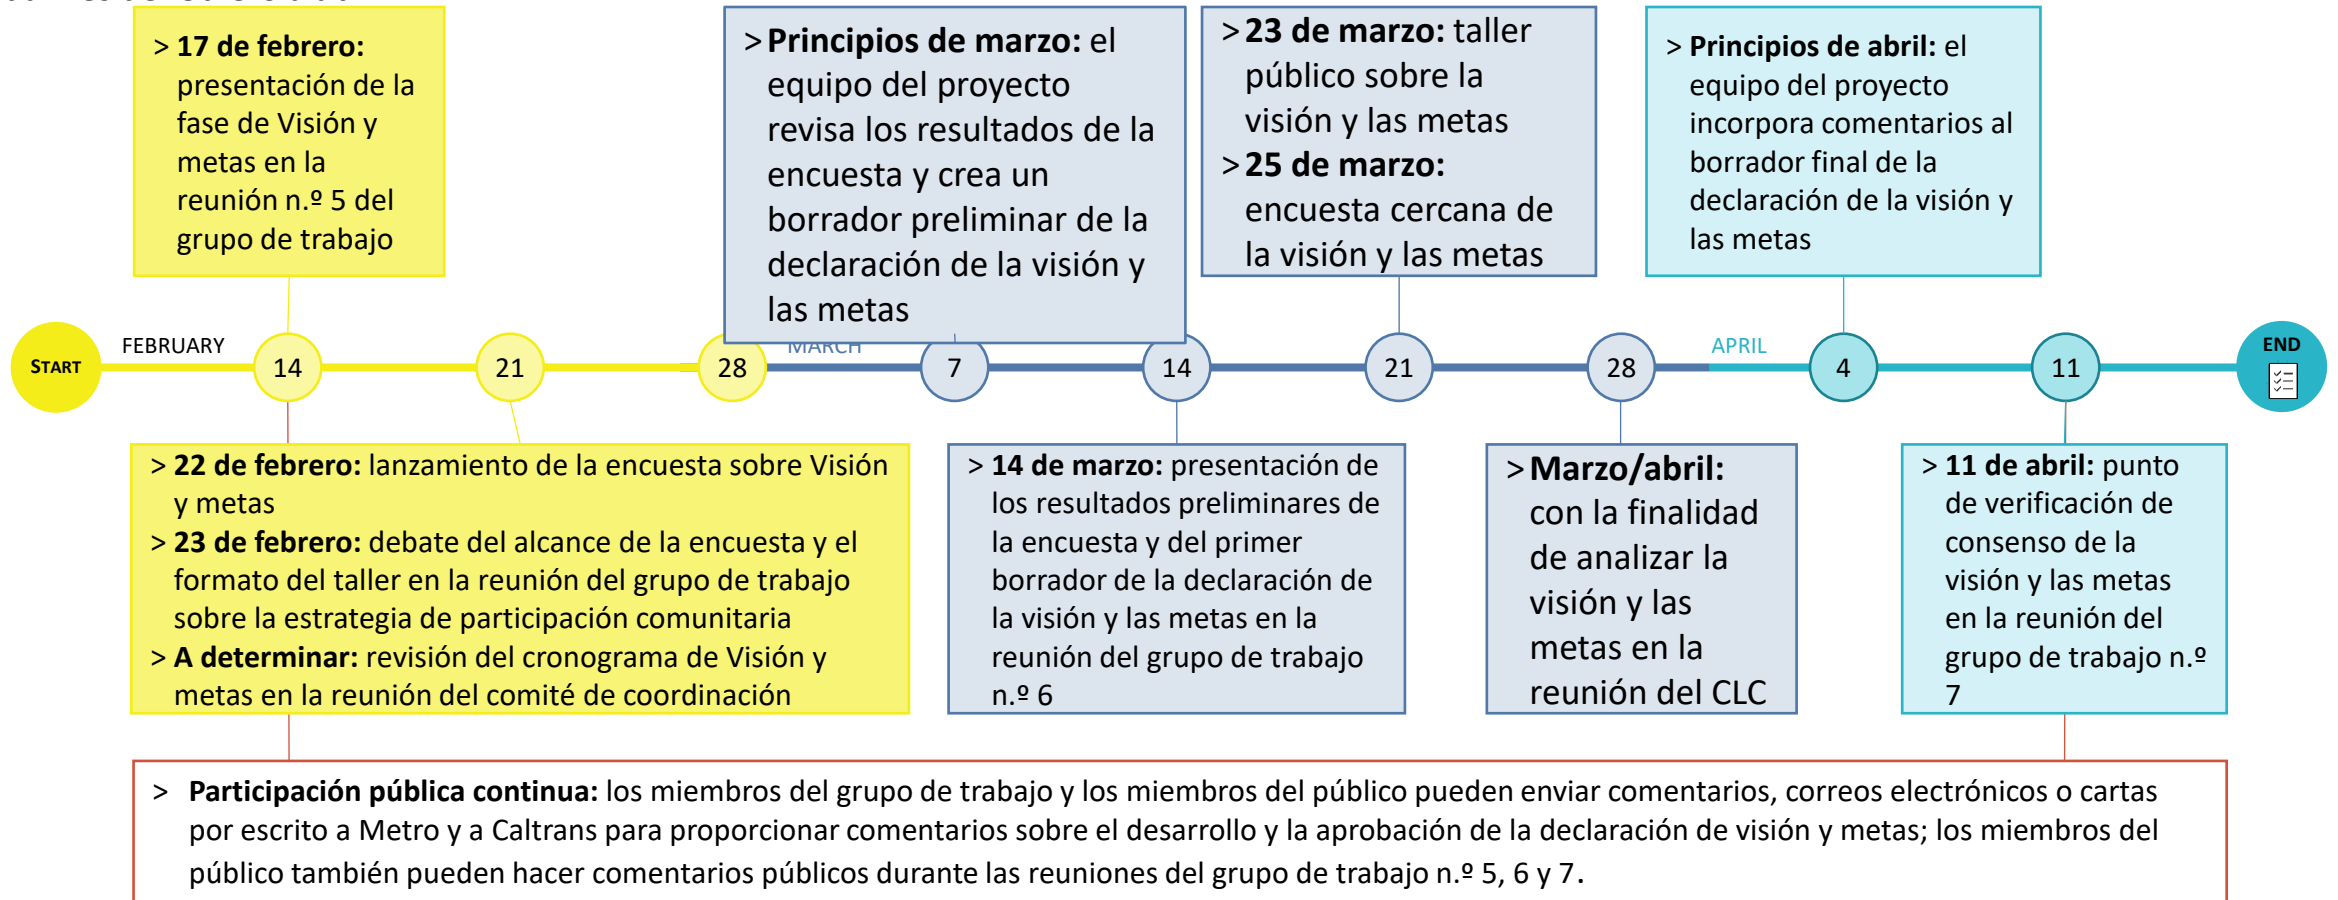 > 17 de febrero:
presentación de la
fase de Visión y
metas en la
reunión n.º 5 del
grupo de trabajo
> Principios de marzo: el
equipo del proyecto
revisa los resultados de la
encuesta y crea un
borrador preliminar de la
declaración de la visión y
las metas
> 23 de marzo: taller
público sobre la
visión y las metas
> 25 de marzo:
encuesta cercana de
la visión y las metas
> Principios de abril: el
equipo del proyecto
incorpora comentarios al
borrador final de la
declaración de la visión y
las metas
START
FEBRUARY
14
21
28
MARCH
7
14
21
28
APRIL
4
11
END
> 22 de febrero: lanzamiento de la encuesta sobre Visión
y metas
> 23 de febrero: debate del alcance de la encuesta y el
formato del taller en la reunión del grupo de trabajo
sobre la estrategia de participación comunitaria
> A determinar: revisión del cronograma de Visión y
metas en la reunión del comité de coordinación
> 14 de marzo: presentación de
los resultados preliminares de
la encuesta y del primer
borrador de la declaración de
la visión y las metas en la
reunión del grupo de trabajo
n.º 6
> Marzo/abril:
con la finalidad
de analizar la
visión y las
metas en la
reunión del CLC
> 11 de abril: punto
de verificación de
consenso de la
visión y las metas
en la reunión del
grupo de trabajo n.º
7
> Participación pública continua: los miembros del grupo de trabajo y los miembros del público pueden enviar comentarios, correos electrónicos o cartas
por escrito a Metro y a Caltrans para proporcionar comentarios sobre el desarrollo y la aprobación de la declaración de visión y metas; los miembros del
público también pueden hacer comentarios públicos durante las reuniones del grupo de trabajo n.º 5, 6 y 7.